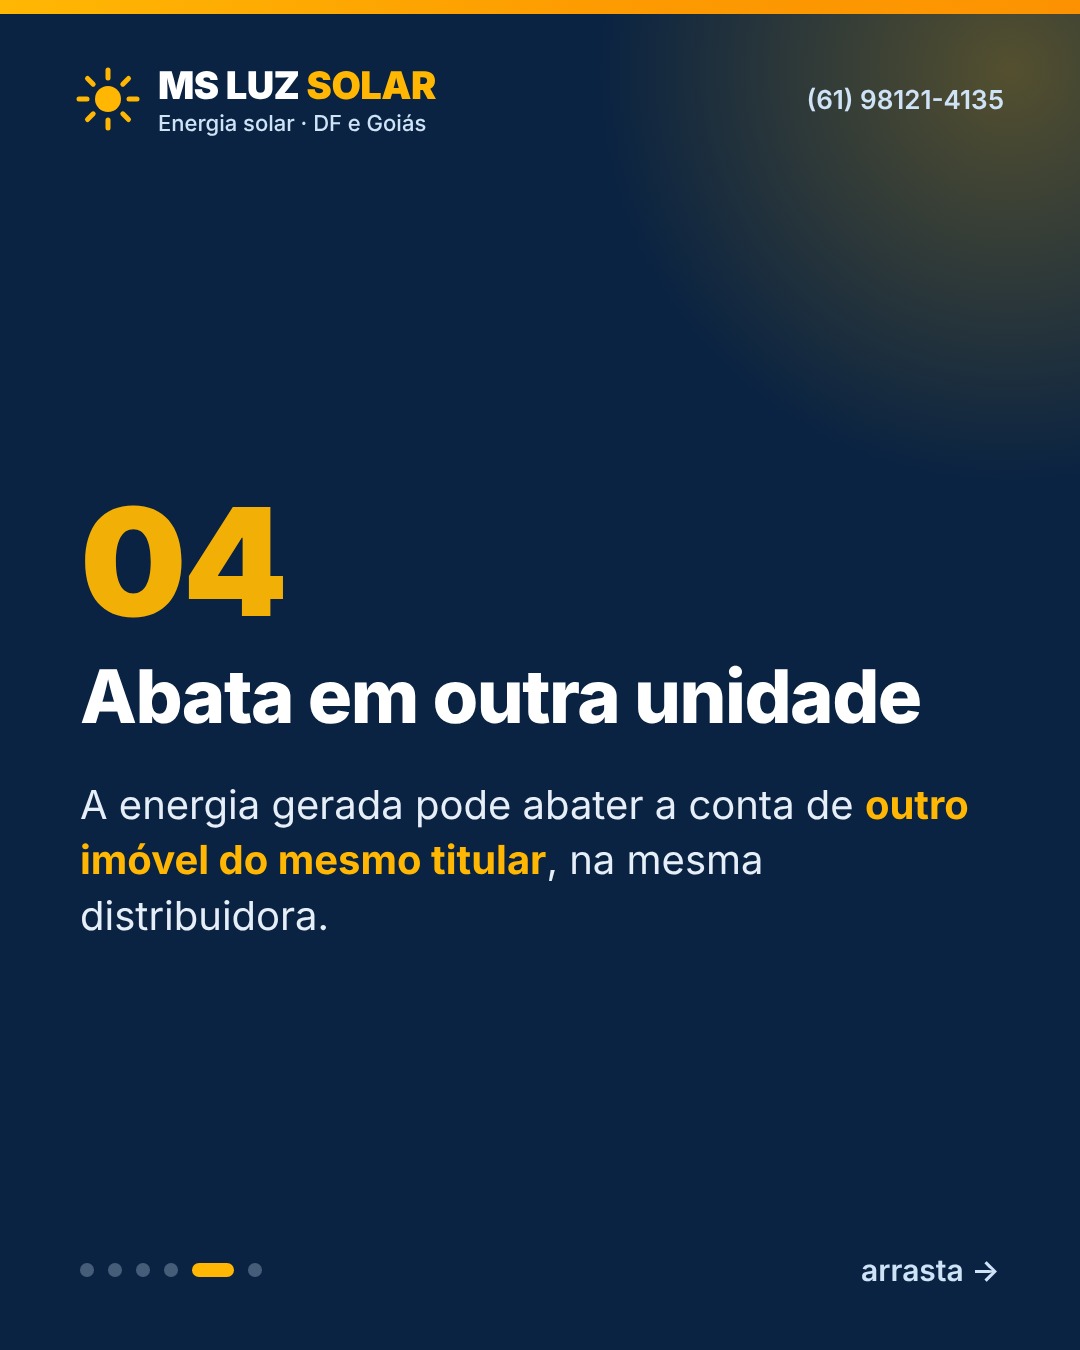 MS LUZ SOLAR
Energia solar · DF e Goiás
(61) 98121-4135
04
Abata em outra unidade
A energia gerada pode abater a conta de outro
imóvel do mesmo titular, na mesma
distribuidora.
arrasta →